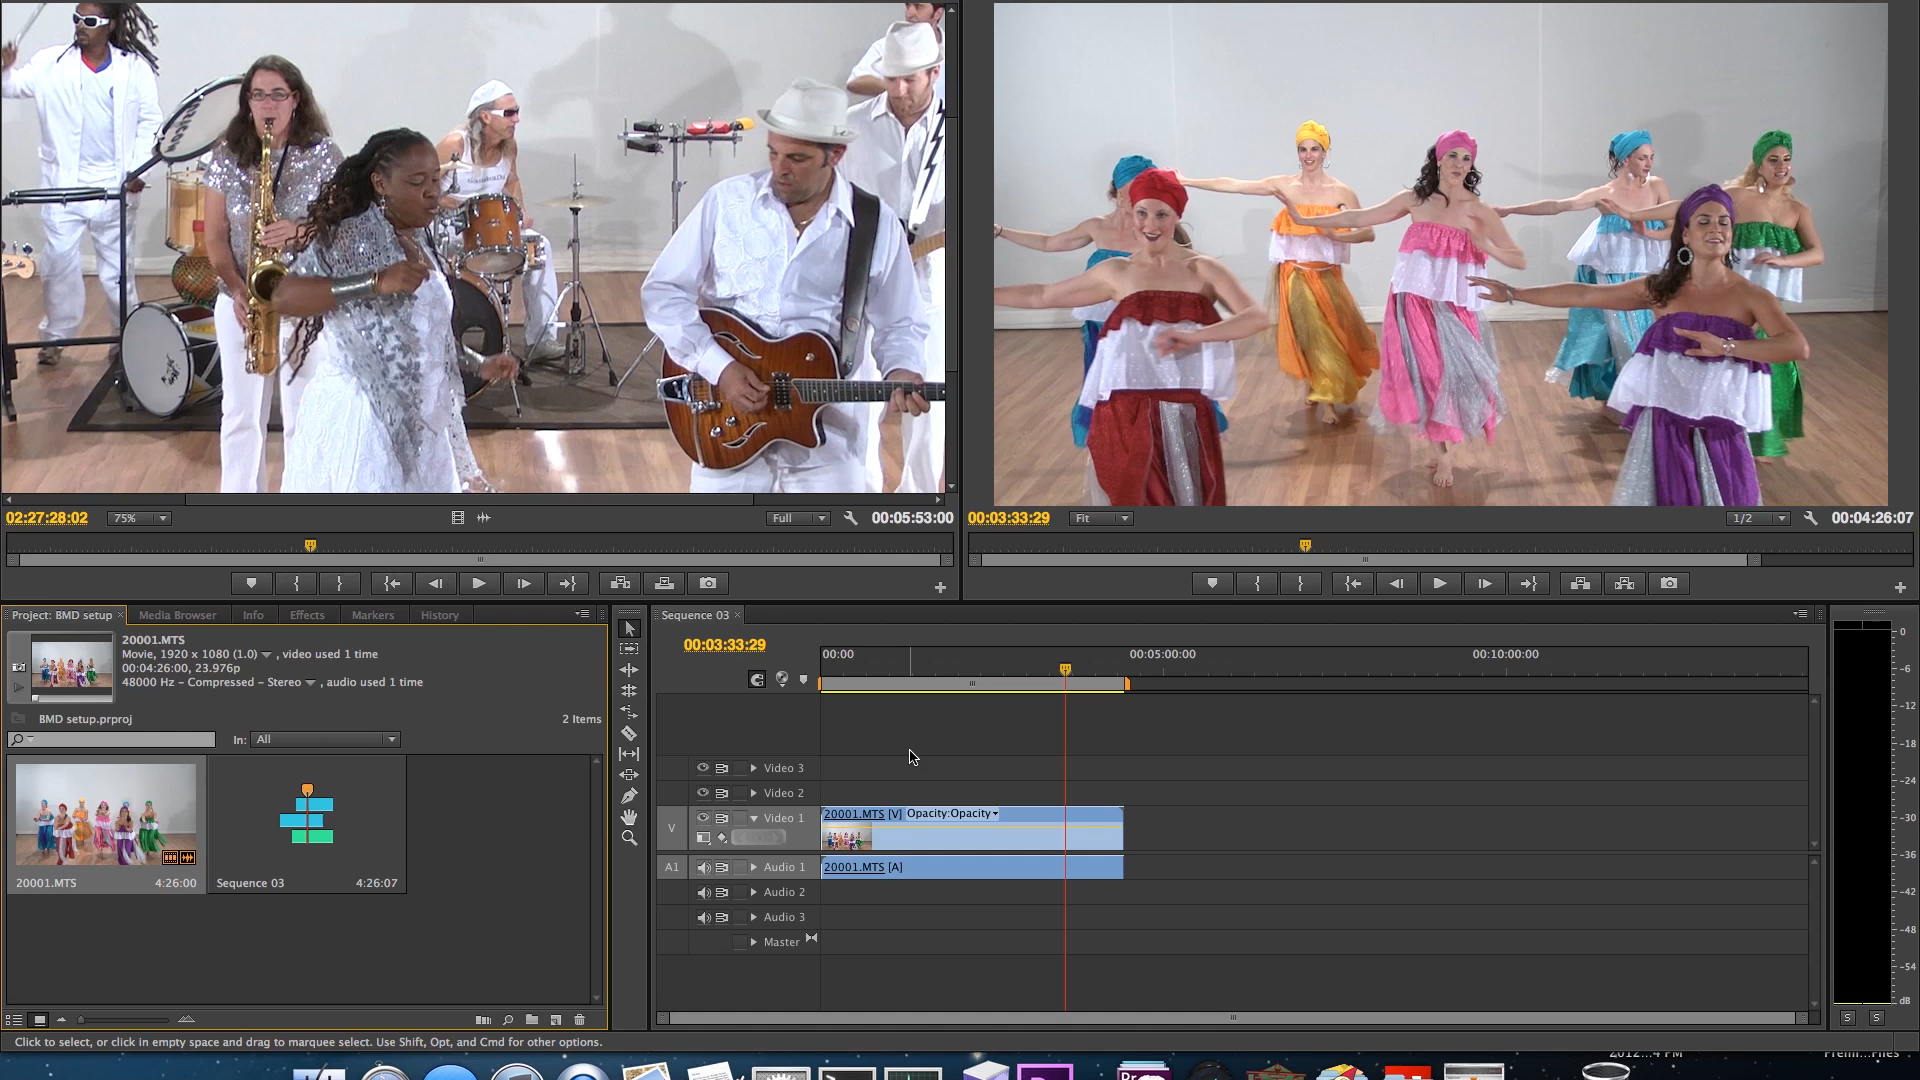 02:27:28:02
75%
Full
00:05:53:00
00:03:33:29
Fit
1/2
00:04:26:07
Project: BMD setup
Media Browser
Info
Effects
Markers
History
20001.MTS
Movie, 1920 x 1080 (1.0) , video used 1 time
00:04:26:00, 23.976p
48000 Hz - Compressed - Stereo , audio used 1 time
BMD setup.prproj
2 Items
In: All
20001.MTS
4:26:00
Sequence 03
4:26:07
Sequence 03
00:03:33:29
00:00
00:05:00:00
00:10:00:00
Video 3
Video 2
V
Video 1
20001.MTS [V] Opacity:Opacity
A1
Audio 1
20001.MTS [A]
Audio 2
Audio 3
Master
0
-6
-12
-18
-24
-30
-36
-42
-48
-54
dB
S
S
Click to select, or click in empty space and drag to marquee select. Use Shift, Opt, and Cmd for other options.
2012...4 PM
Premi...Files
Pr